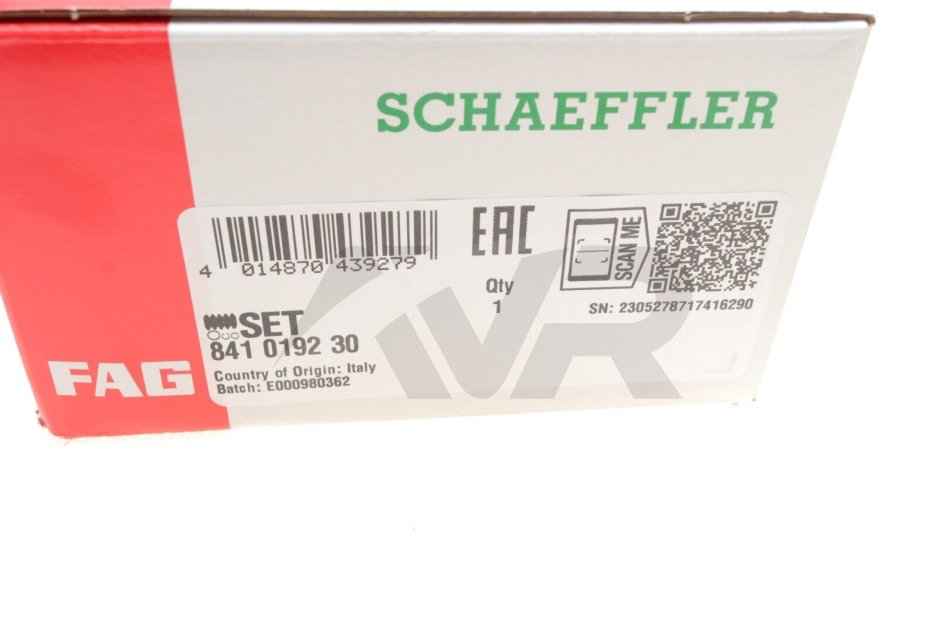 SCHAEFFLER
4 014870 439279
EAC
SCAN ME
Qty
1
SN: 2305278717416290
SET
841 0192 30
Country of Origin: Italy
Batch: E000980362
FAG
VR